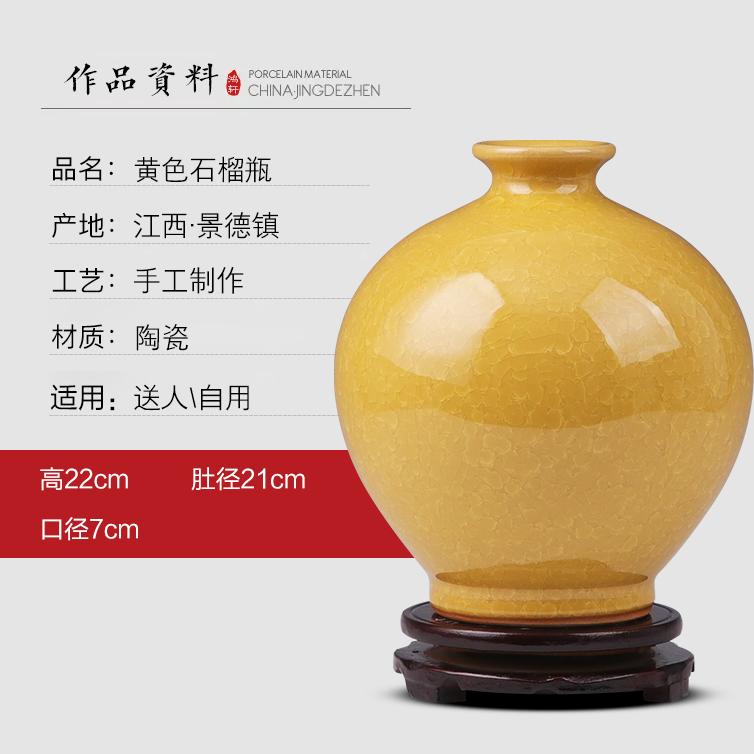 作品資料
鸿轩
PORCELAIN MATERIAL
CHINA·JINGDEZHEN
品名：黄色石榴瓶
产地：江西·景德镇
工艺：手工制作
材质：陶瓷
适用：送人\自用
高22cm 肚径21cm
口径7cm